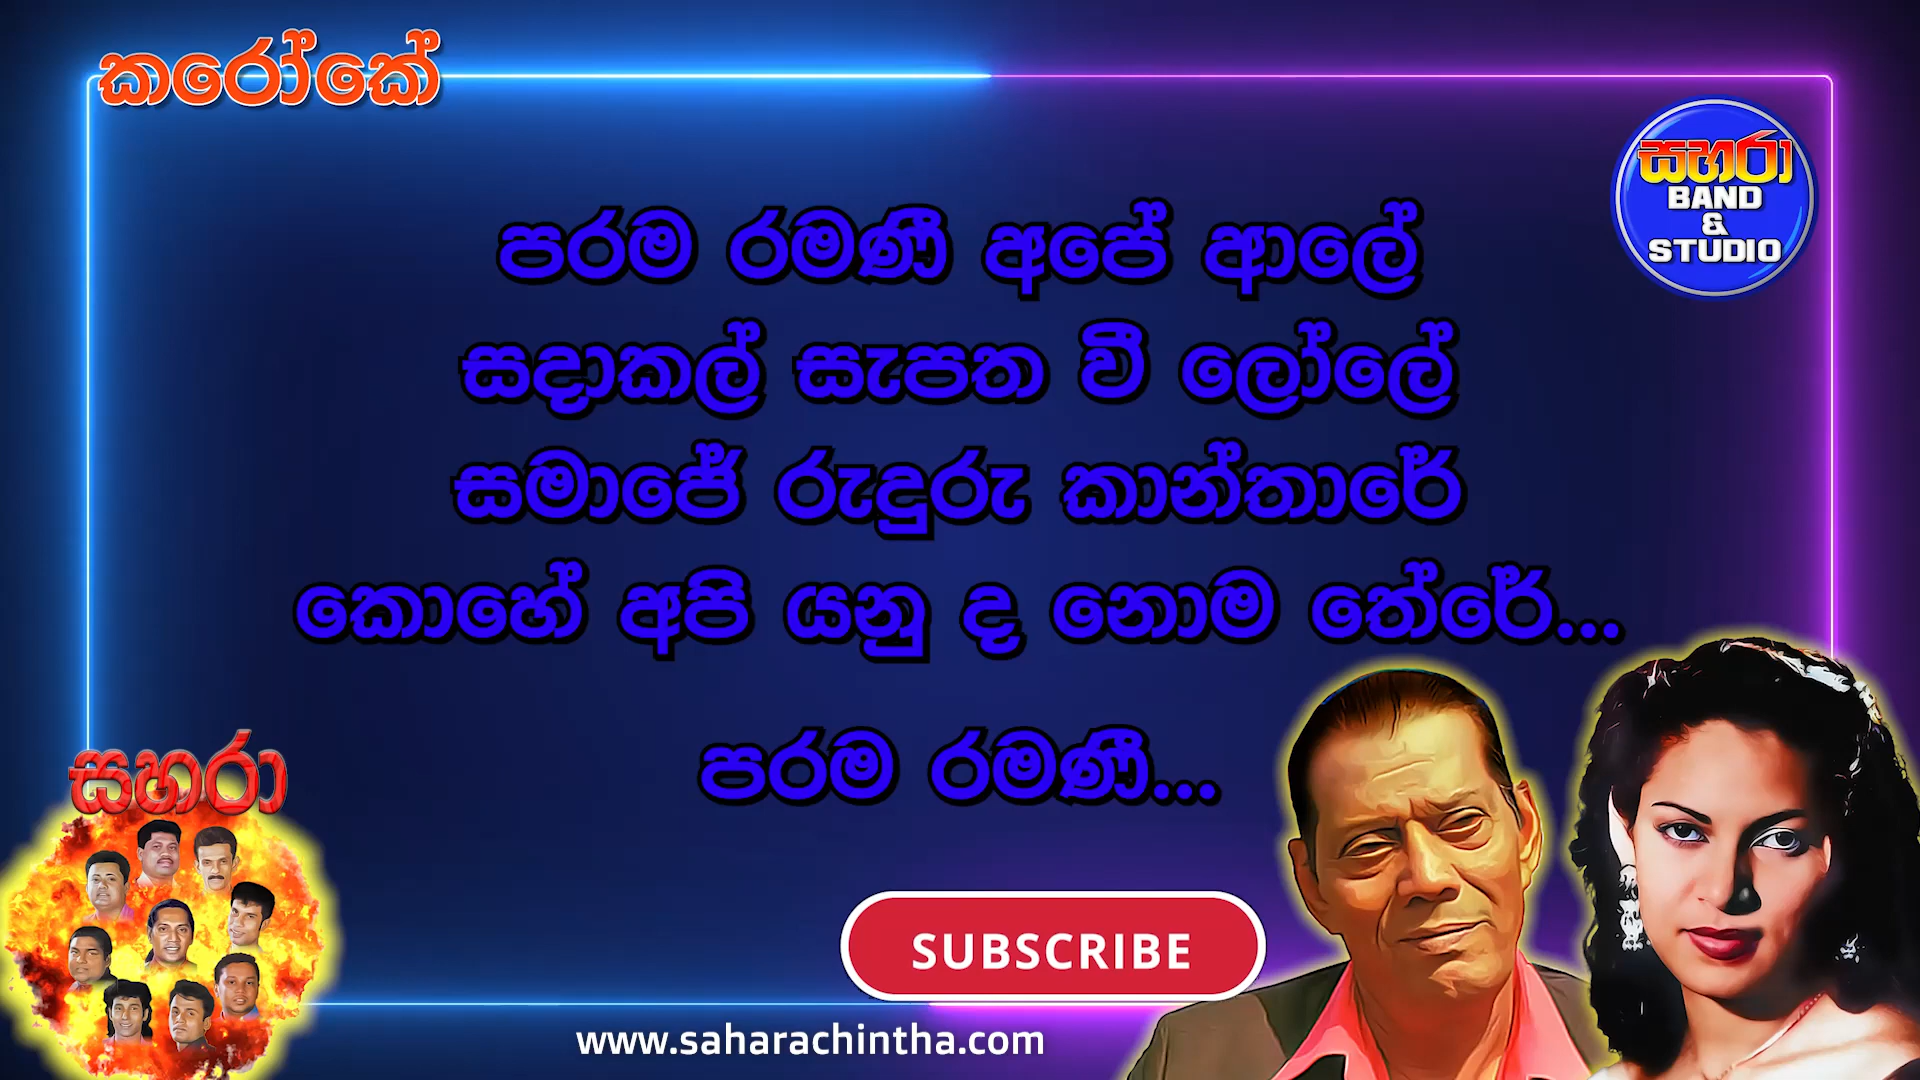 කරෝකේ
සහරා
BAND
&
STUDIO
පරම රමණී අපේ ආලේ
සදාකල් සැපත වී ලෝලේ
සමාජේ රුදුරු කාන්තාරේ
කොහේ අපි යනු ද නොම තේරේ...
පරම රමණී...
සහරා
SUBSCRIBE
www.saharachintha.com